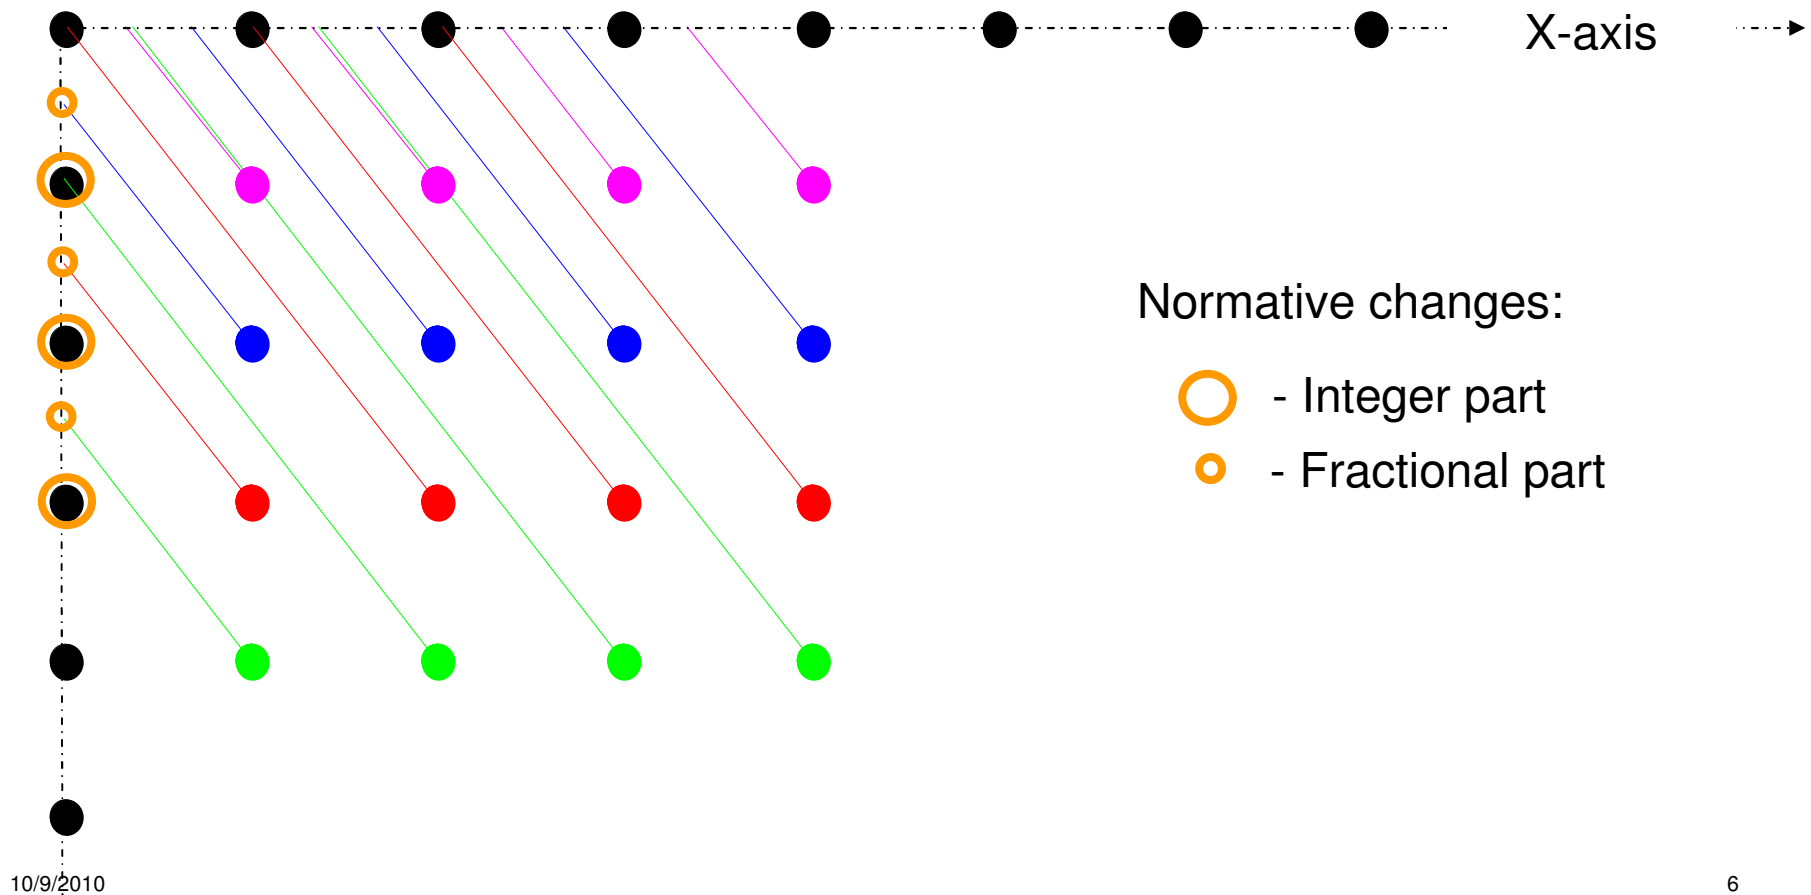 X-axis
Normative changes:
- Integer part
- Fractional part
10/9/2010
6